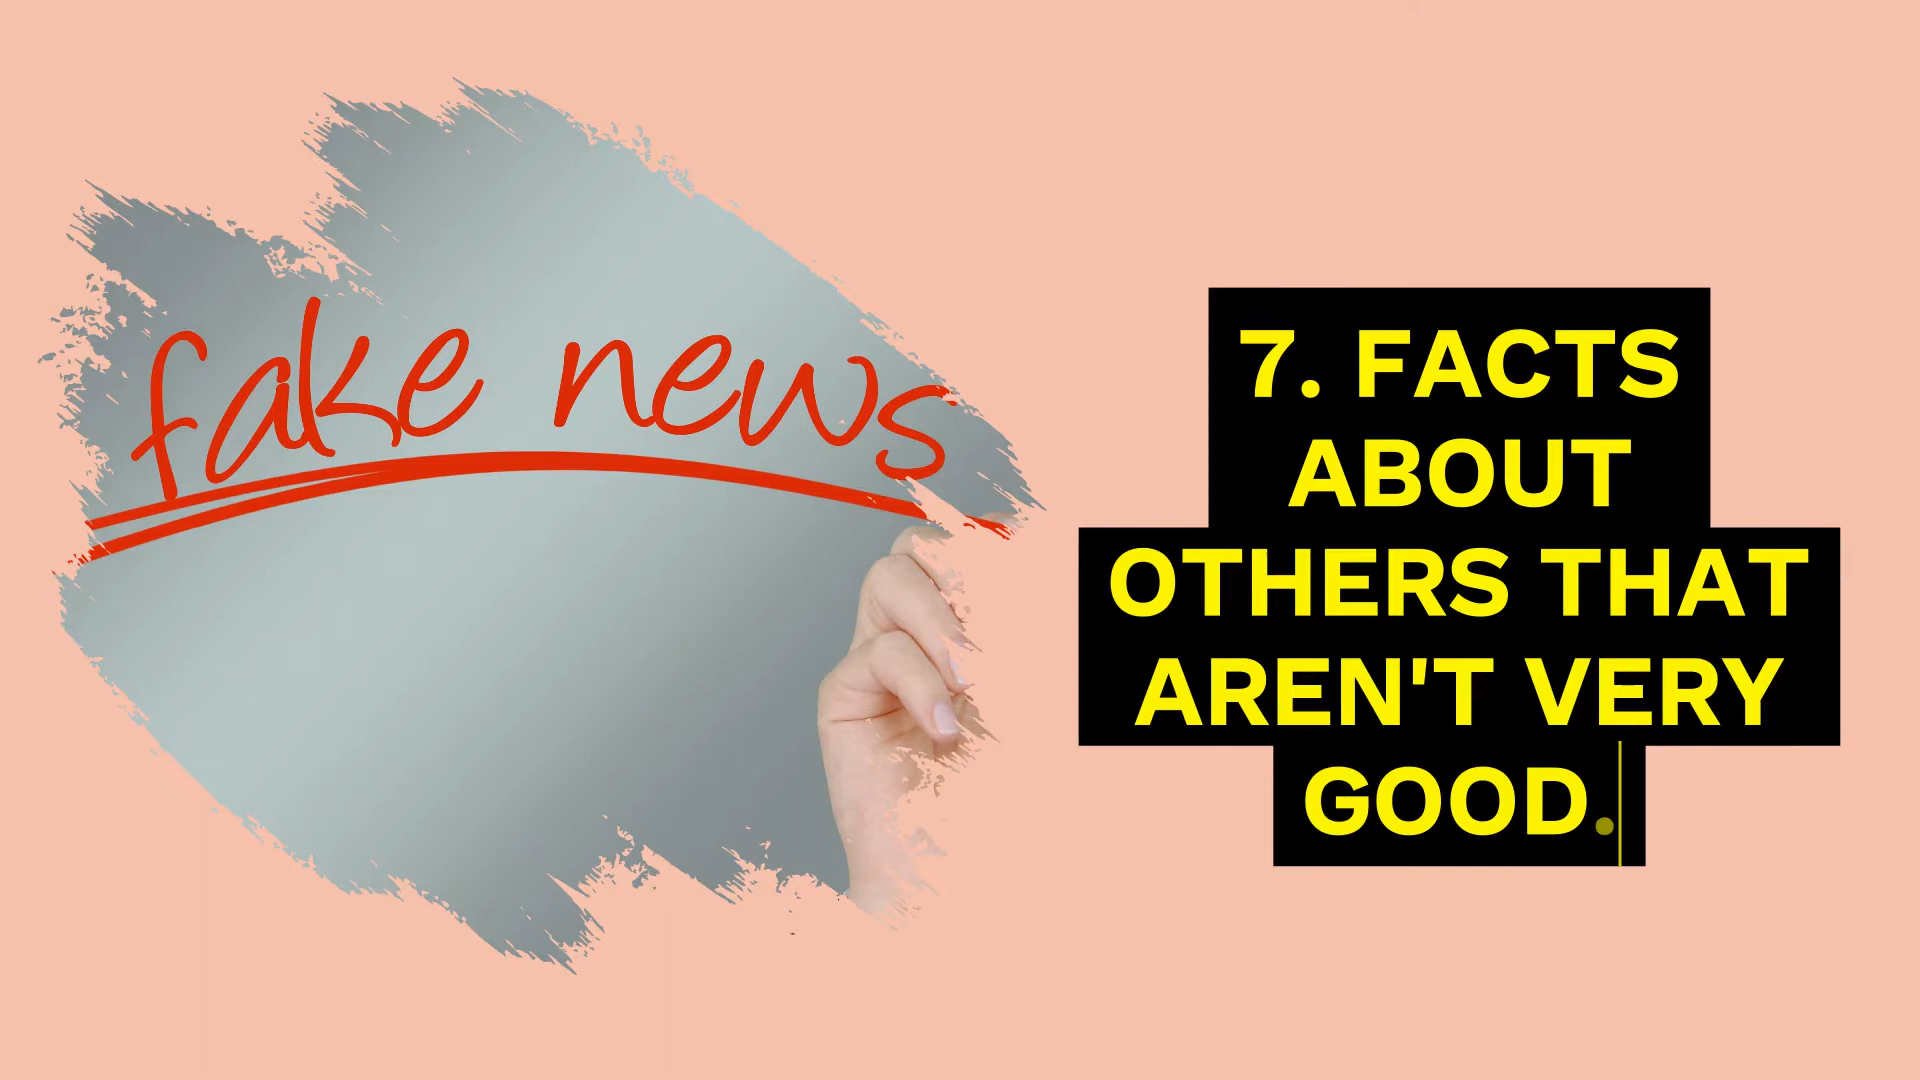 fake news
7. FACTS
ABOUT
OTHERS THAT
AREN'T VERY
GOOD.